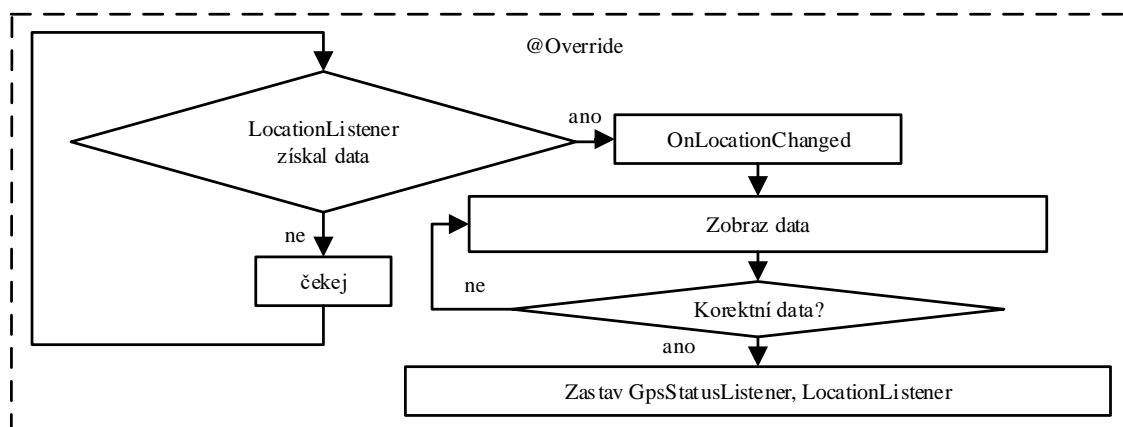 @Override
LocationListener
získal data
ano
OnLocationChanged
ne
čekej
Zobraz data
ne
Korektní data?
ano
Zastav GpsStatusListener, LocationListener